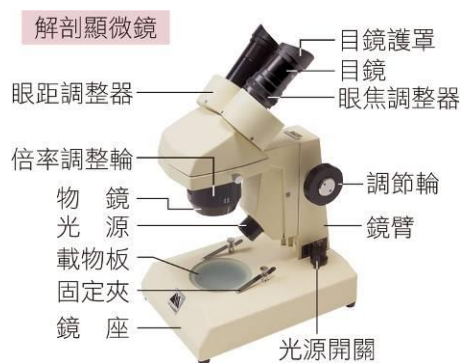 解剖顯微鏡
目鏡護罩
目鏡
眼焦調整器
眼距調整器
倍率調整輪
物鏡
光源
載物板
固定夾
鏡座
調節輪
鏡臂
光源開關